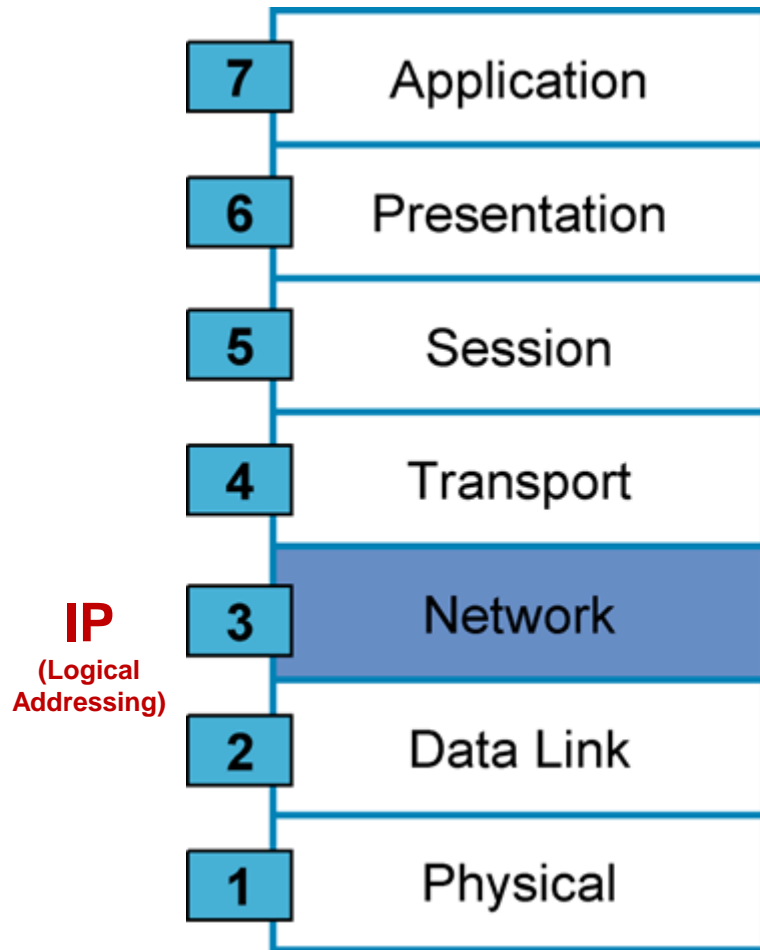 7 Application
6 Presentation
5 Session
4 Transport
IP
(Logical
Addressing)
3 Network
2 Data Link
1 Physical